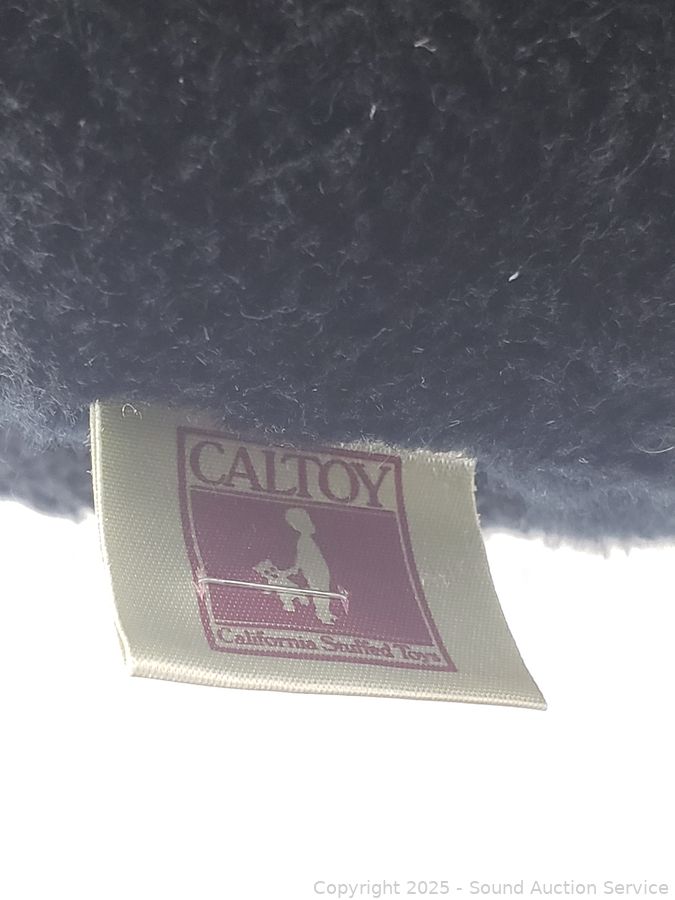 CALTOY
California Stuffed Toys
Copyright 2025 - Sound Auction Service